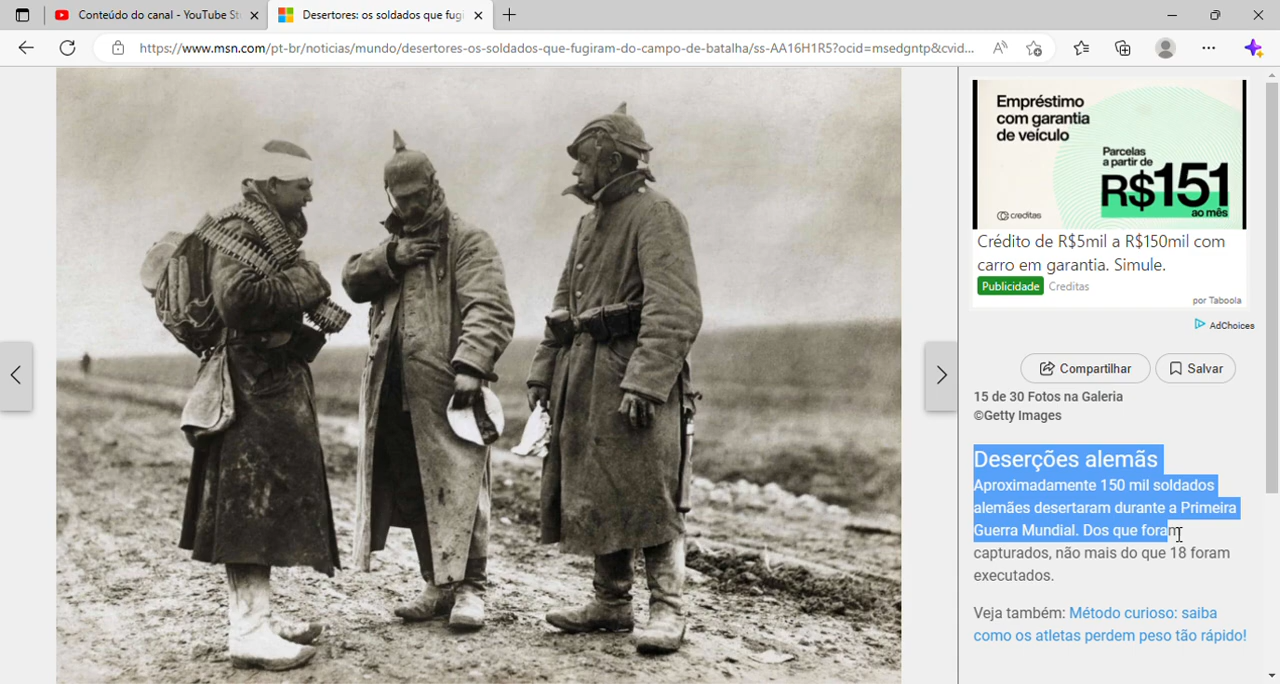 Conteúdo do canal - YouTube St
Desertores: os soldados que fugi
https://www.msn.com/pt-br/noticias/mundo/desertores-os-soldados-que-fugiram-do-campo-de-batalha/ss-AA16H1R5?ocid=msedgntp&cvid...
Empréstimo
com garantia
de veículo
Parcelas
a partir de
R$151
ao mês
creditas
Crédito de R$5mil a R$150mil com
carro em garantia. Simule.
Publicidade Creditas
por Taboola
AdChoices
Compartilhar
Salvar
15 de 30 Fotos na Galeria
©Getty Images
Deserções alemãs
Aproximadamente 150 mil soldados
alemães desertaram durante a Primeira
Guerra Mundial. Dos que foram
capturados, não mais do que 18 foram
executados.
Veja também: Método curioso: saiba
como os atletas perdem peso tão rápido!